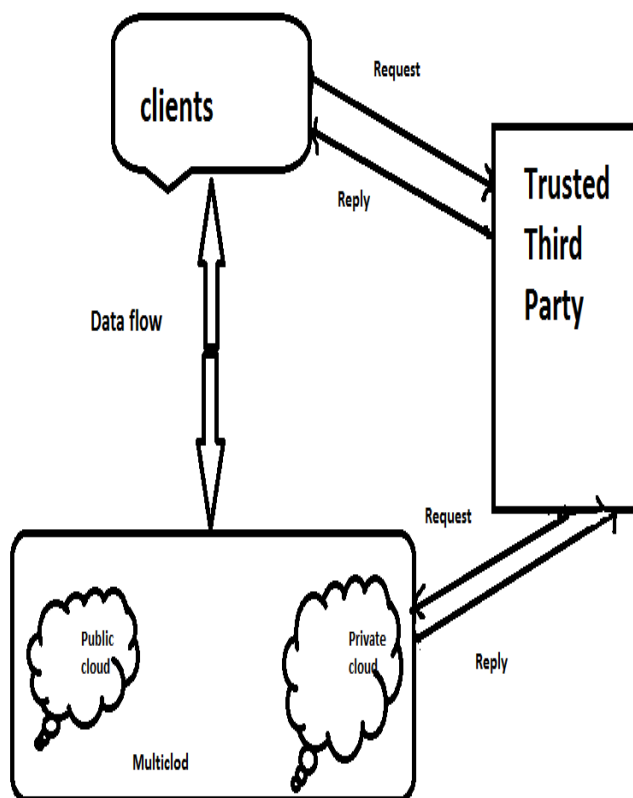 Request
clients
Trusted
Third
Party
Reply
Data flow
Request
Public
cloud
Private
cloud
Reply
Multiclod